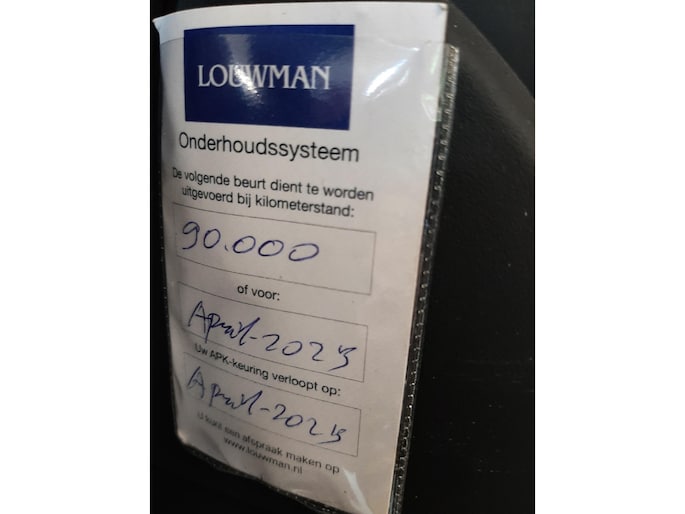 LOUWMAN
Onderhoudssysteem
De volgende beurt dient te worden
uitgevoerd bij kilometerstand:
90.000
of voor:
April-2025
Uw APK-keuring verloopt op:
April-2025
U kunt een afspraak maken op
www.louwman.nl